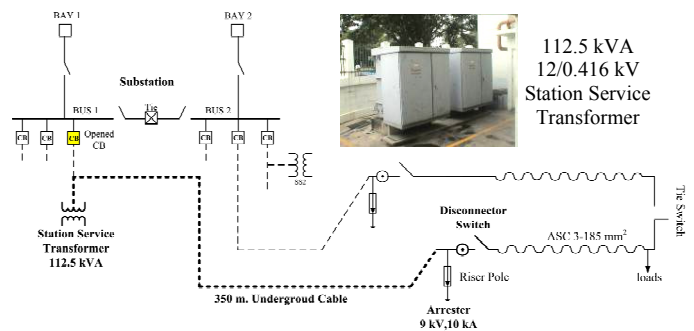 BAY 1
BAY 2
Substation
BUS 1
Tie
BUS 2
CB
CB
CB
Opened
CB
CB
CB
CB
SS2
112.5 kVA
12/0.416 kV
Station Service
Transformer
Station Service
Transformer
112.5 kVA
350 m. Undergroud Cable
Disconnector
Switch
ASC 3-185 mm²
Tie Switch
loads
Riser Pole
Arrester
9 kV,10 kA